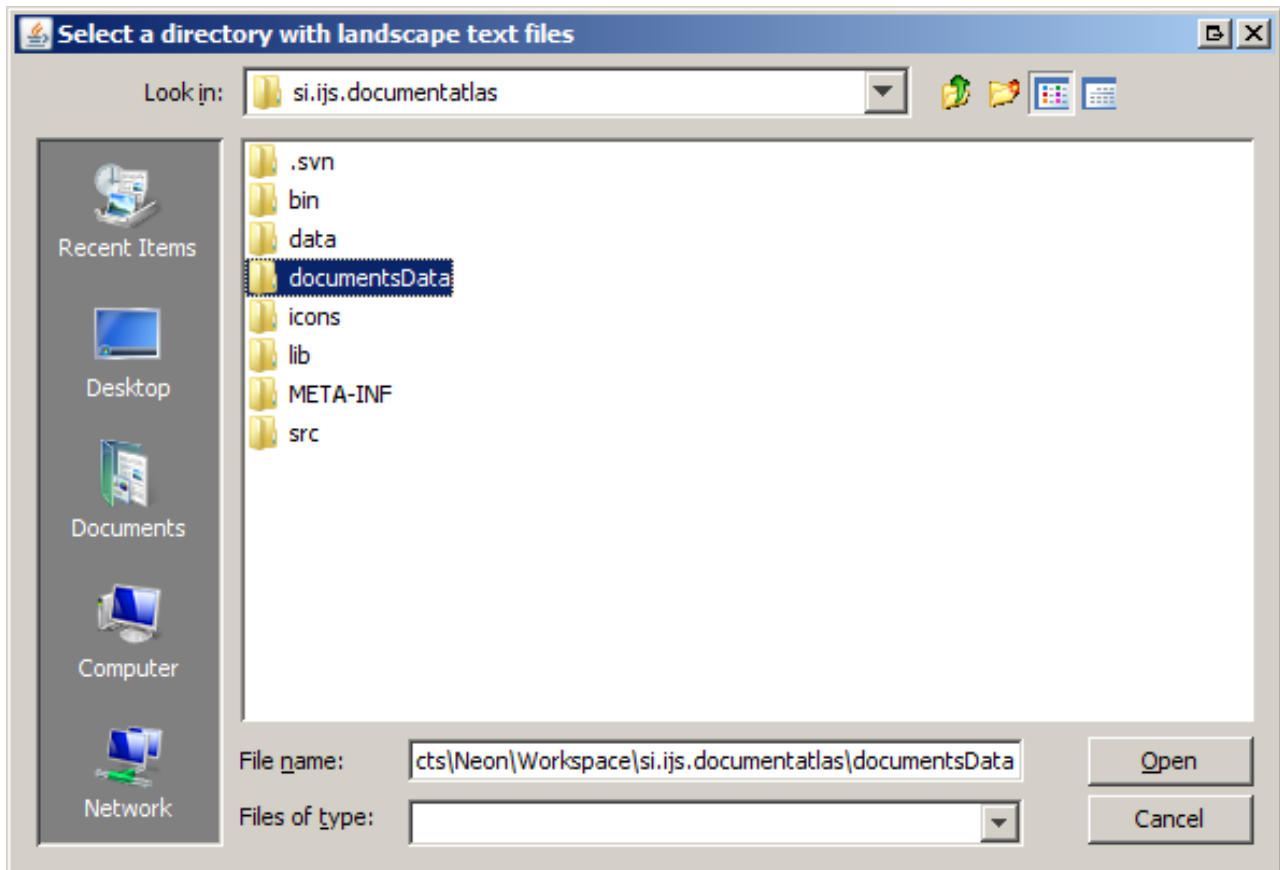 Select a directory with landscape text files
Look in: si.ijs.documentatlas
.svn
bin
data
documentsData
icons
lib
META-INF
src
Recent Items
Desktop
Documents
Computer
Network
File name: cts\Neon\Workspace\si.ijs.documentatlas\documentsData Open
Files of type: Cancel